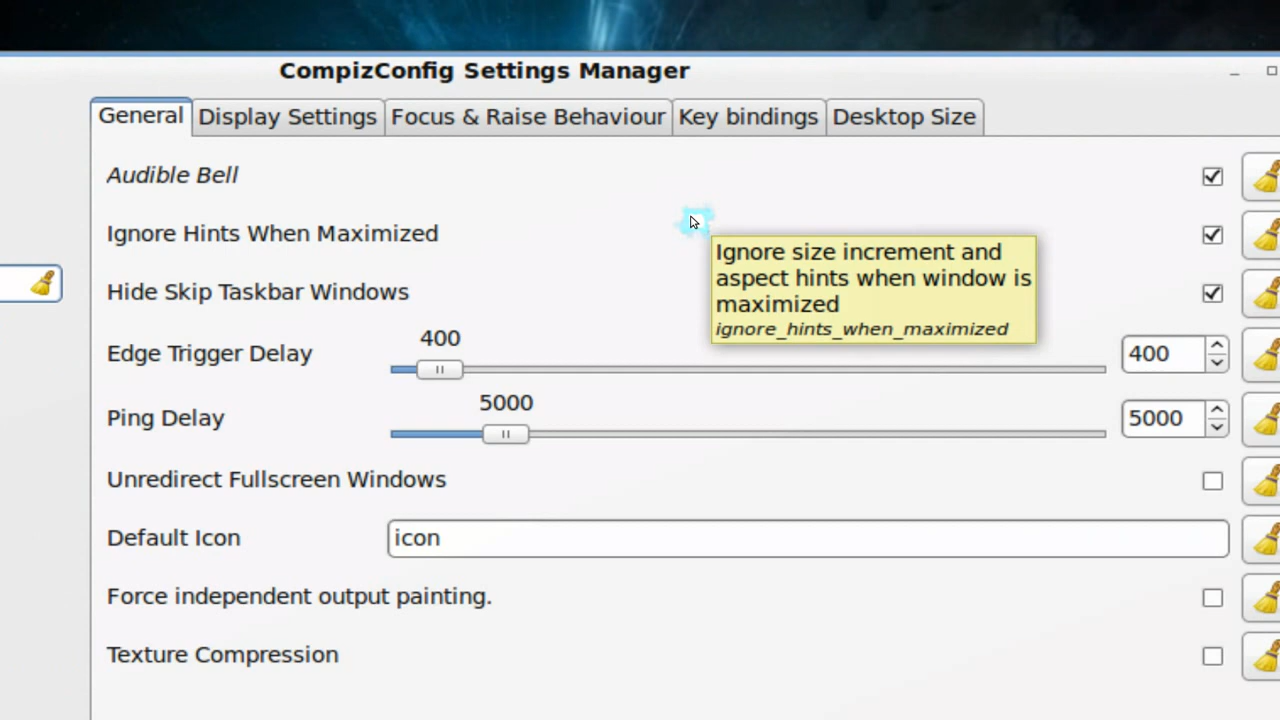 CompizConfig Settings Manager
General
Display Settings
Focus & Raise Behaviour
Key bindings
Desktop Size
Audible Bell
Ignore Hints When Maximized
Ignore size increment and
aspect hints when window is
maximized
ignore_hints_when_maximized
Hide Skip Taskbar Windows
Edge Trigger Delay
400
400
Ping Delay
5000
5000
Unredirect Fullscreen Windows
Default Icon
icon
Force independent output painting.
Texture Compression